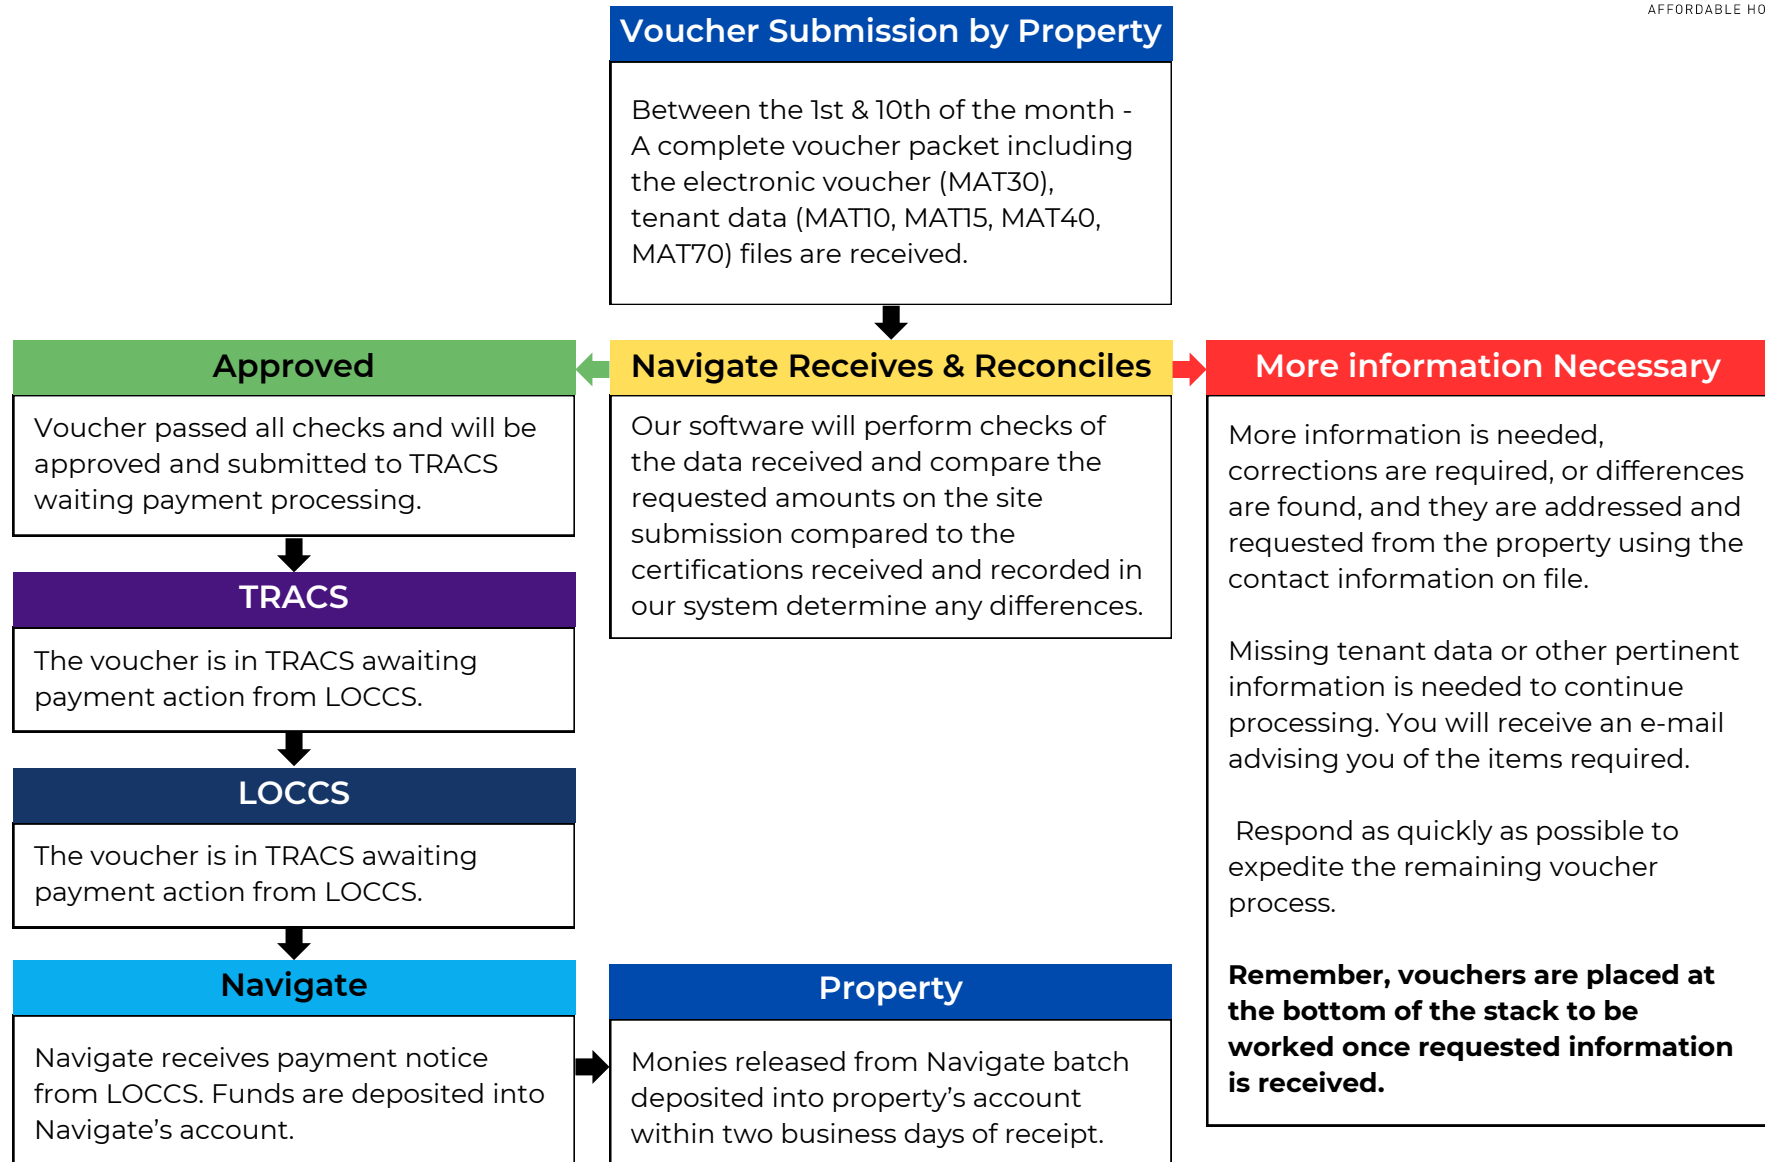 AFFORDABLE HO
Voucher Submission by Property
Between the 1st & 10th of the month -
A complete voucher packet including
the electronic voucher (MAT30),
tenant data (MAT10, MAT15, MAT40,
MAT70) files are received.
Approved
Voucher passed all checks and will be
approved and submitted to TRACS
waiting payment processing.
Navigate Receives & Reconciles
Our software will perform checks of
the data received and compare the
requested amounts on the site
submission compared to the
certifications received and recorded in
our system determine any differences.
More information Necessary
More information is needed,
corrections are required, or differences
are found, and they are addressed and
requested from the property using the
contact information on file.
Missing tenant data or other pertinent
information is needed to continue
processing. You will receive an e-mail
advising you of the items required.
Respond as quickly as possible to
expedite the remaining voucher
process.
Remember, vouchers are placed at
the bottom of the stack to be
worked once requested information
is received.
TRACS
The voucher is in TRACS awaiting
payment action from LOCCS.
LOCCS
The voucher is in TRACS awaiting
payment action from LOCCS.
Navigate
Navigate receives payment notice
from LOCCS. Funds are deposited into
Navigate’s account.
Property
Monies released from Navigate batch
deposited into property’s account
within two business days of receipt.